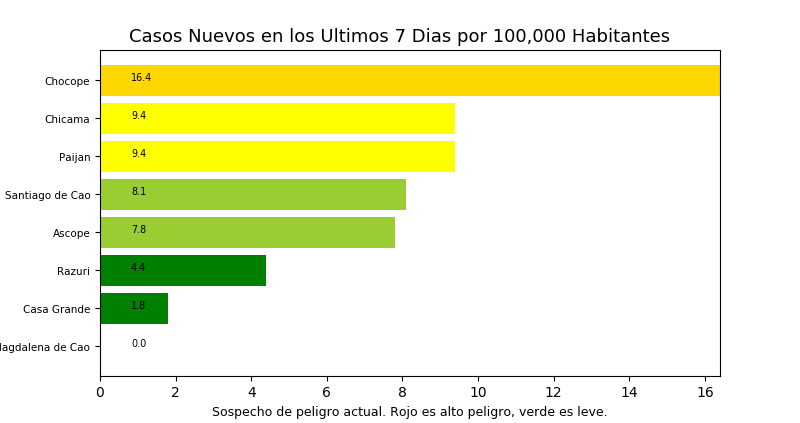 Casos Nuevos en los Ultimos 7 Dias por 100,000 Habitantes
Chocope 16.4
Chicama 9.4
Paijan 9.4
Santiago de Cao 8.1
Ascope 7.8
Razuri 4.4
Casa Grande 1.8
agdalena de Cao 0.0
0 2 4 6 8 10 12 14 16
Sospecho de peligro actual. Rojo es alto peligro, verde es leve.